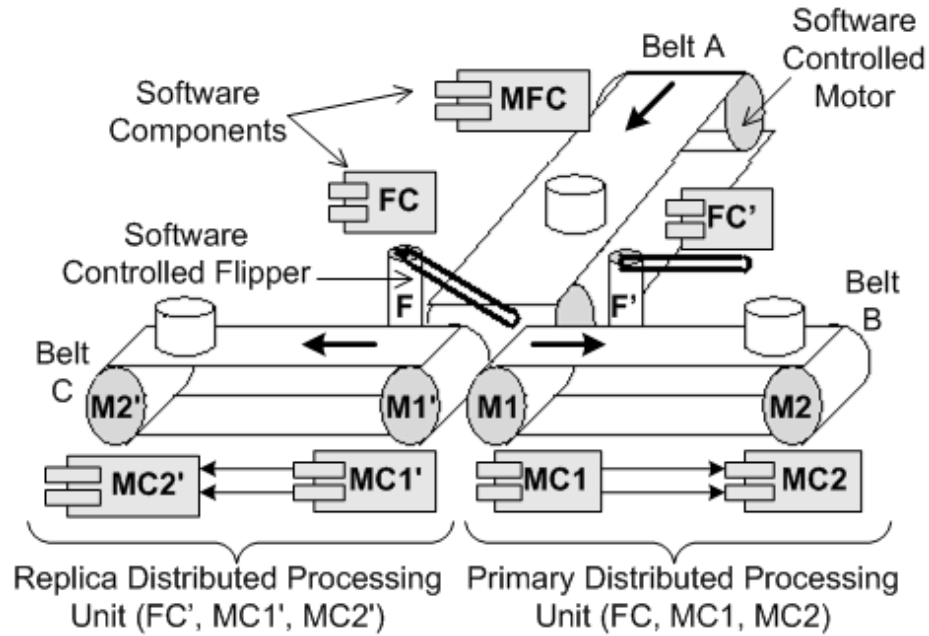 Belt A
Software
Controlled
Motor
Software
Components
MFC
FC
FC’
Software
Controlled Flipper
F
F’
Belt
B
Belt
C
M2'
M1'
M1
M2
MC2'
MC1'
MC1
MC2
Replica Distributed Processing
Unit (FC’, MC1', MC2')
Primary Distributed Processing
Unit (FC, MC1, MC2)